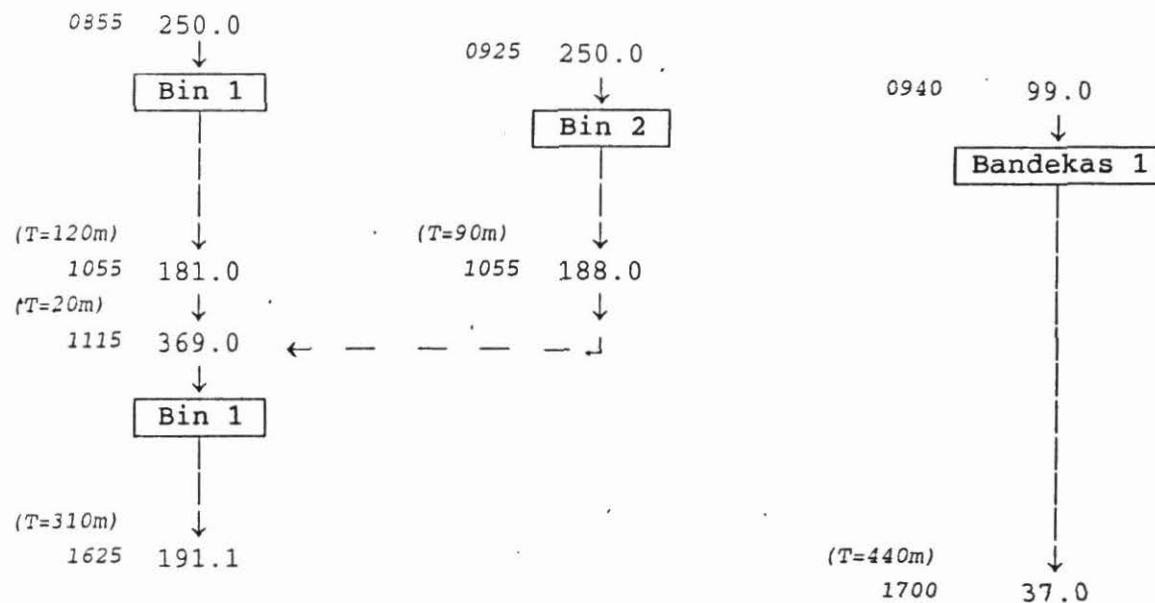 0855 250.0
Bin 1
0925 250.0
Bin 2
0940 99.0
Bandekas 1
(T=120m)
1055 181.0
(T=90m)
1055 188.0
(T=20m)
1115 369.0
Bin 1
(T=310m)
1625 191.1
(T=440m)
1700 37.0